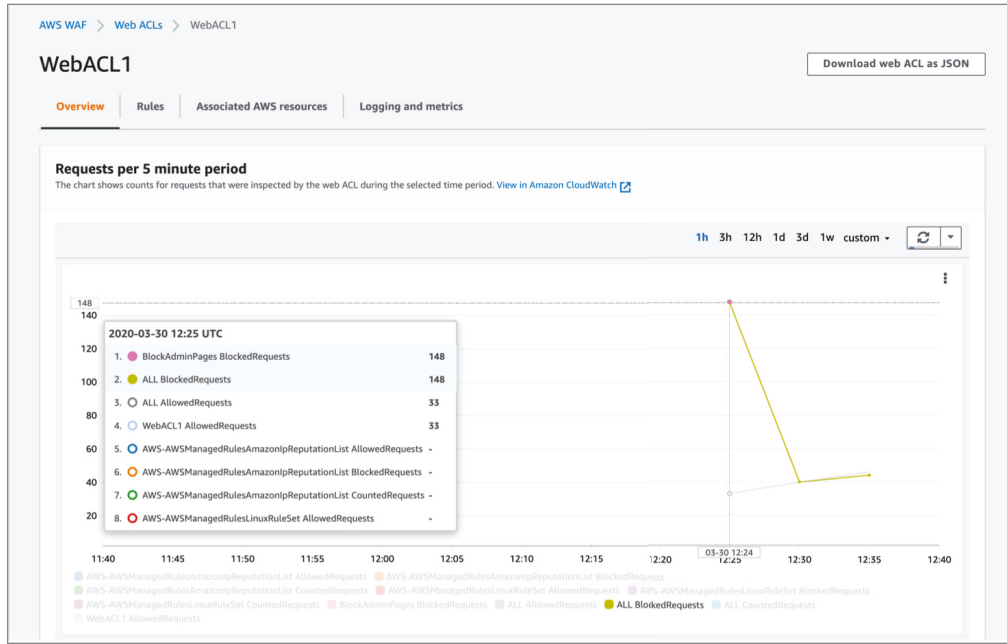 AWS WAF > Web ACLs > WebACL1
WebACL1
Download web ACL as JSON
Overview Rules Associated AWS resources Logging and metrics
Requests per 5 minute period
The chart shows counts for requests that were inspected by the web ACL during the selected time period. View in Amazon CloudWatch
1h 3h 12h 1d 3d 1w custom
148
140
120
100
80
60
40
20
2020-03-30 12:25 UTC
1. BlockAdminPages BlockedRequests 148
2. ALL BlockedRequests 148
3. ALL AllowedRequests 33
4. WebACL1 AllowedRequests 33
5. AWS-AWSManagedRulesAmazonIpReputationList AllowedRequests -
6. AWS-AWSManagedRulesAmazonIpReputationList BlockedRequests -
7. AWS-AWSManagedRulesAmazonIpReputationList CountedRequests -
8. AWS-AWSManagedRulesLinuxRuleSet AllowedRequests -
03-30 12:24
11:40 11:45 11:50 11:55 12:00 12:05 12:10 12:15 12:20 12:25 12:30 12:35 12:40
AWS-AWSManagedRulesAmazonIpReputationList AllowedRequests AWS-AWSManagedRulesAmazonIpReputationList BlockedRequests
AWS-AWSManagedRulesAmazonIpReputationList CountedRequests AWS-AWSManagedRulesLinuxRuleSet AllowedRequests AWS-AWSManagedRulesLinuxRuleSet BlockedRequests
AWS-AWSManagedRulesLinuxRuleSet CountedRequests BlockAdminPages BlockedRequests ALL AllowedRequests ALL BlockedRequests ALL CountedRequests
WebACL1 AllowedRequests